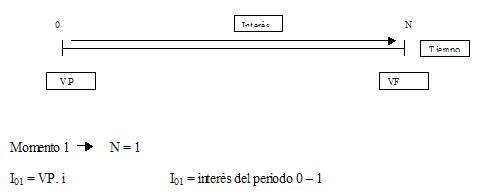 0 Interés N
Tiempo
VP VF
Momento 1 → N = 1
I01 = VP. i I01 = interés del periodo 0 – 1